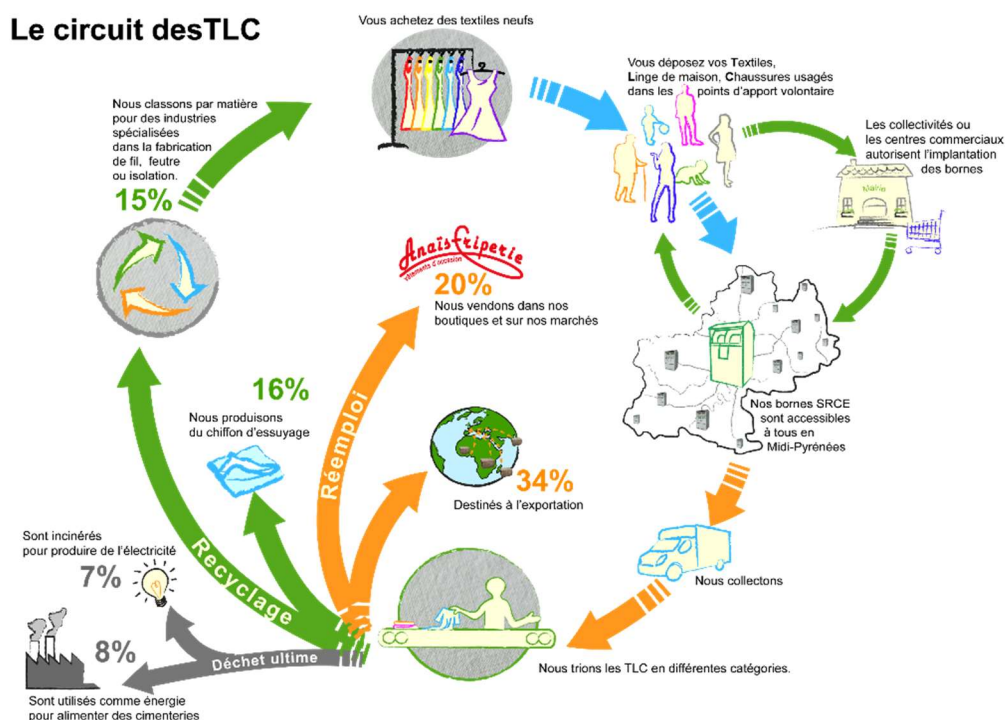 Le circuit desTLC
Vous achetez des textiles neufs
Vous déposez vos Textiles,
Linge de maison, Chaussures usagés
dans les points d'apport volontaire
Les collectivités ou
les centres commerciaux
autorisent l'implantation
des bornes
Mairie
Nous classons par matière
pour des industries
spécialisées
dans la fabrication
de fil, feutre
ou isolation.
15%
Anaïs friperie
vêtements d'occasion
20%
Nous vendons dans nos
boutiques et sur nos marchés
16%
Nous produisons
du chiffon d'essuyage
Réemploi
34%
Destinés à l'exportation
Nos bornes SRCE
sont accessibles
à tous en
Midi-Pyrénées
Nous collectons
Nous trions les TLC en différentes catégories.
Recyclage
Sont incinérés
pour produire de l'électricité
7%
8%
Déchet ultime
Sont utilisés comme énergie
pour alimenter des cimenteries